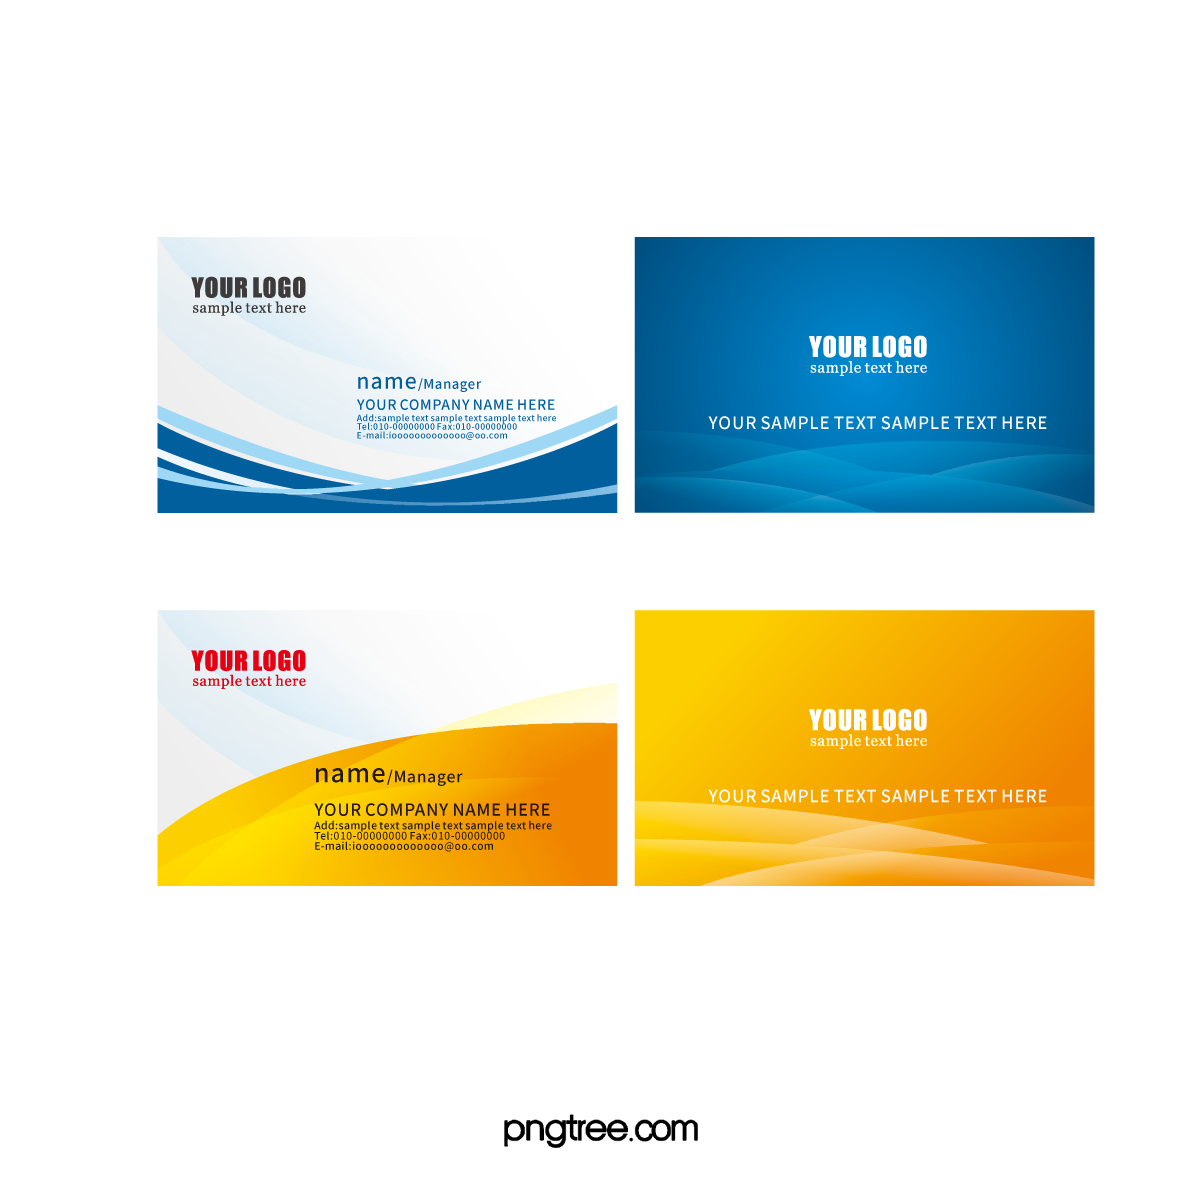 YOUR LOGO
sample text here
name/Manager
YOUR COMPANY NAME HERE
Add:sample text sample text sample text here
Tel:010-00000000 Fax:010-00000000
E-mail:ioooooooooooooo@oo.com
YOUR LOGO
sample text here
YOUR SAMPLE TEXT SAMPLE TEXT HERE
YOUR LOGO
sample text here
name/Manager
YOUR COMPANY NAME HERE
Add:sample text sample text sample text here
Tel:010-00000000 Fax:010-00000000
E-mail:ioooooooooooooo@oo.com
YOUR LOGO
sample text here
YOUR SAMPLE TEXT SAMPLE TEXT HERE
pngtree.com